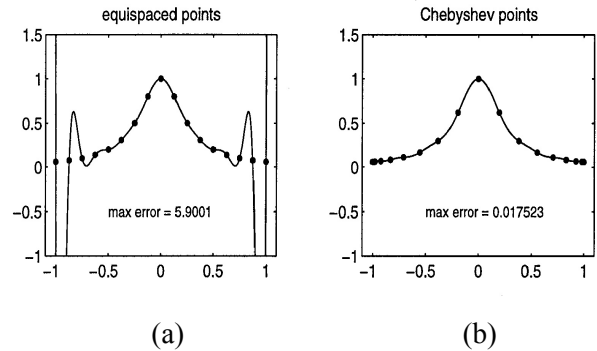 equispaced points
1.5
1
0.5
0
−0.5
−1
max error = 5.9001
−1 −0.5 0 0.5 1
(a)
Chebyshev points
1.5
1
0.5
0
−0.5
−1
max error = 0.017523
−1 −0.5 0 0.5 1
(b)